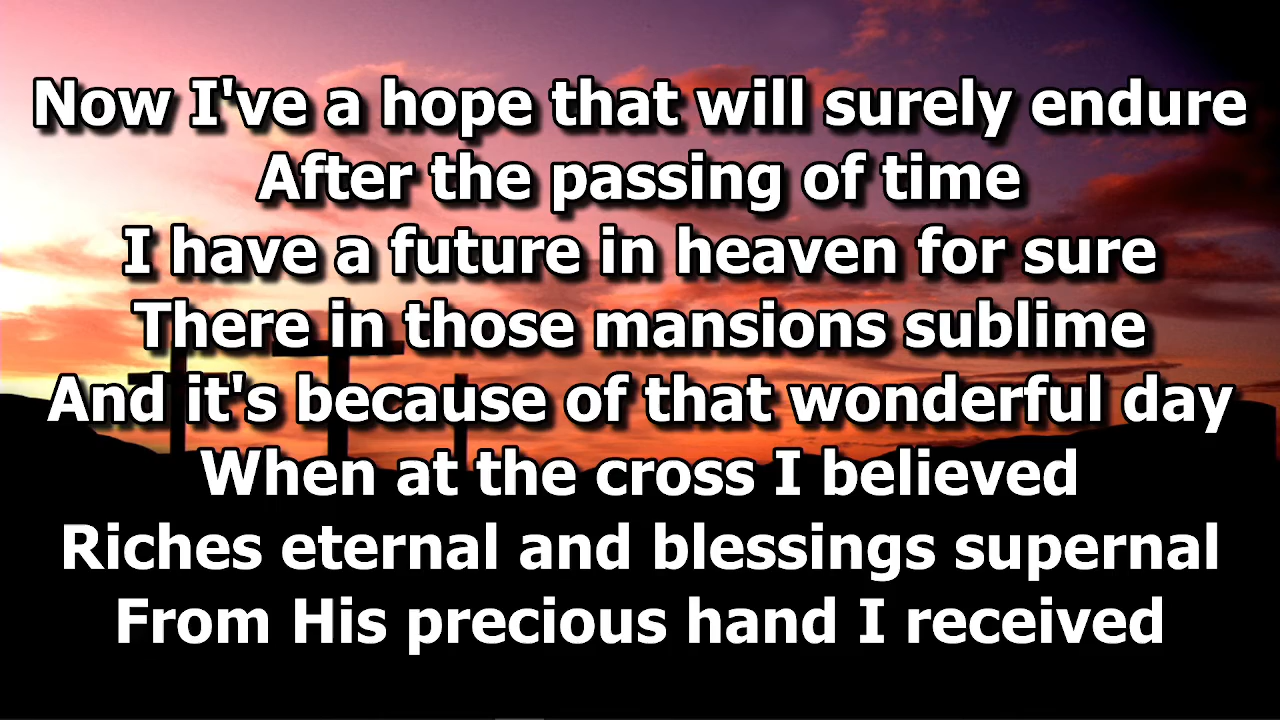 Now I've a hope that will surely endure
After the passing of time
I have a future in heaven for sure
There in those mansions sublime
And it's because of that wonderful day
When at the cross I believed
Riches eternal and blessings supernal
From His precious hand I received